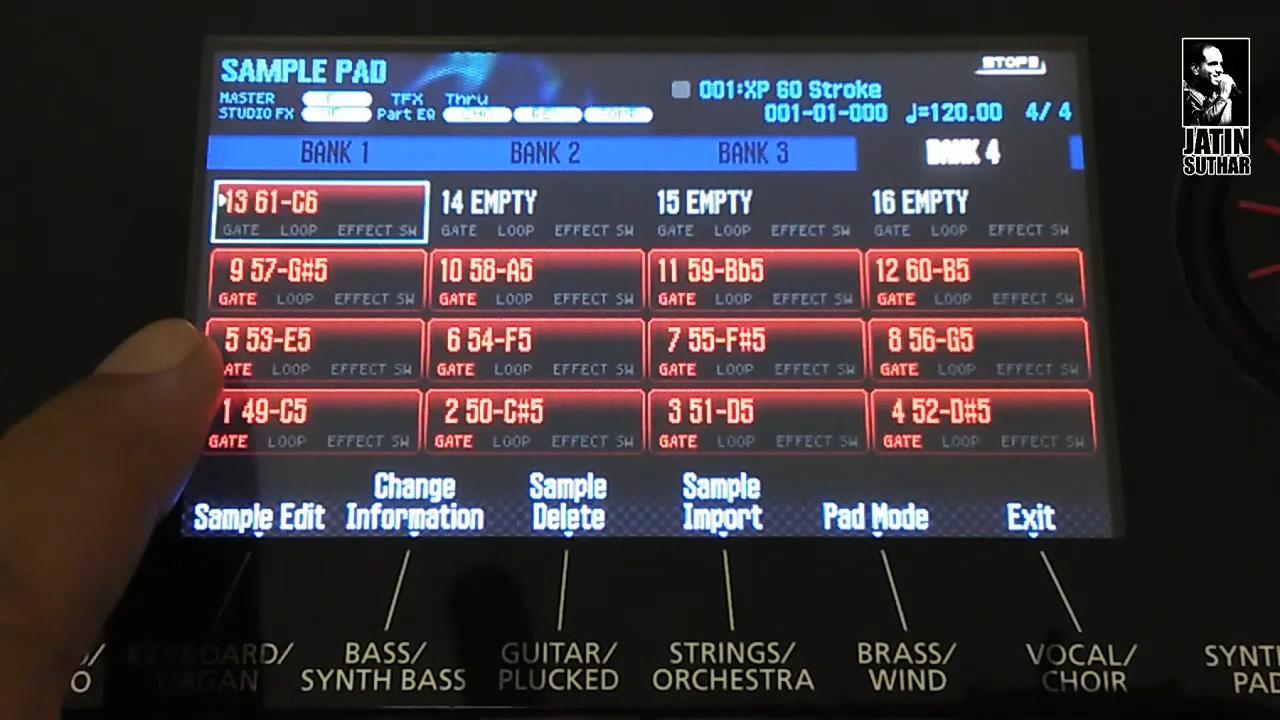 SAMPLE PAD
STOP
MASTER
TFX Thru
STUDIO FX
Part EQ
001:XP 60 Stroke
001-01-000 ♩=120.00 4/4
BANK 1 BANK 2 BANK 3 BANK 4
13 61-C6 14 EMPTY 15 EMPTY 16 EMPTY
GATE LOOP EFFECT SW GATE LOOP EFFECT SW GATE LOOP EFFECT SW GATE LOOP EFFECT SW
9 57-G#5 10 58-A5 11 59-Bb5 12 60-B5
GATE LOOP EFFECT SW GATE LOOP EFFECT SW GATE LOOP EFFECT SW GATE LOOP EFFECT SW
5 53-E5 6 54-F5 7 55-F#5 8 56-G5
LOOP EFFECT SW GATE LOOP EFFECT SW GATE LOOP EFFECT SW GATE LOOP EFFECT SW
1 49-C5 2 50-C#5 3 51-D5 4 52-D#5
GATE LOOP EFFECT SW GATE LOOP EFFECT SW GATE LOOP EFFECT SW GATE LOOP EFFECT SW
Sample Edit
Change
Information
Sample
Delete
Sample
Import
Pad Mode
Exit
KEYBOARD/
ORGAN
BASS/
SYNTH BASS
GUITAR/
PLUCKED
STRINGS/
ORCHESTRA
BRASS/
WIND
VOCAL/
CHOIR
JATIN
SUTHAR